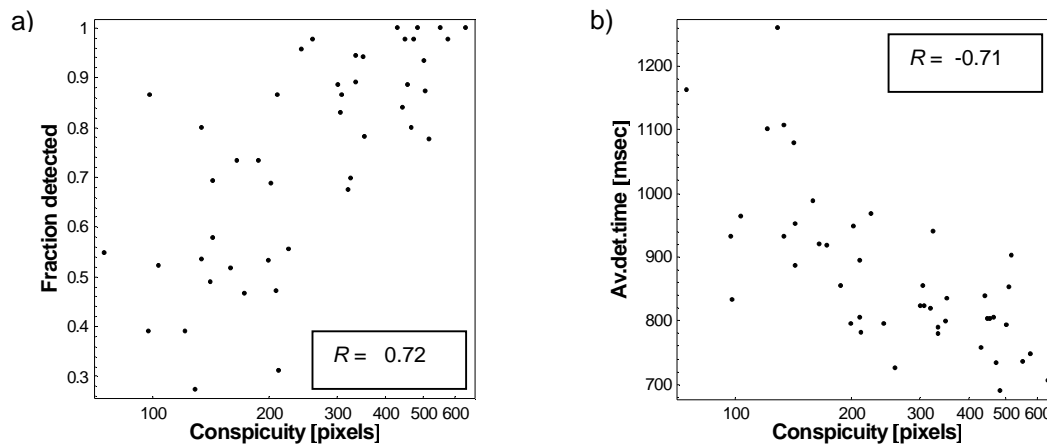 a)
Fraction detected
1
0.9
0.8
0.7
0.6
0.5
0.4
0.3
R = 0.72
100 200 300 400 500 600
Conspicuity [pixels]
b)
Av.det.time [msec]
1200
1100
1000
900
800
700
R = -0.71
100 200 300 400 500 600
Conspicuity [pixels]